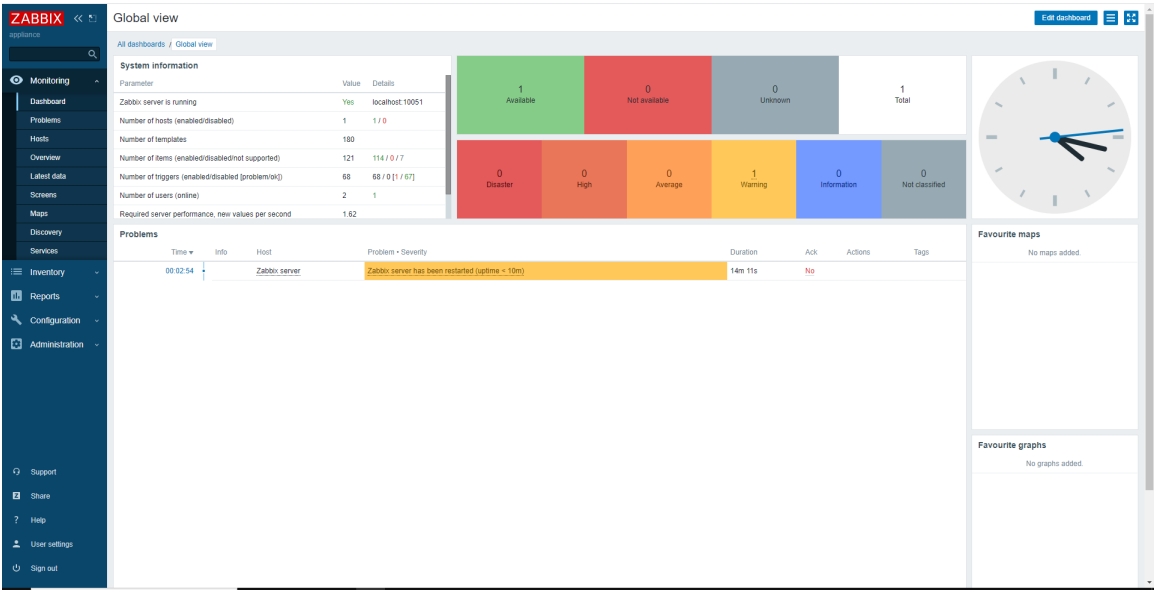 ZABBIX
appliance
Monitoring
Dashboard
Problems
Hosts
Overview
Latest data
Screens
Maps
Discovery
Services
Inventory
Reports
Configuration
Administration
Support
Z Share
? Help
User settings
Sign out
Global view
Edit dashboard
All dashboards / Global view
System information
Parameter Value Details
Zabbix server is running Yes localhost:10051
Number of hosts (enabled/disabled) 1 1 / 0
Number of templates 180
Number of items (enabled/disabled/not supported) 121 114 / 0 / 7
Number of triggers (enabled/disabled [problem/ok]) 68 68 / 0 [1 / 67]
Number of users (online) 2 1
Required server performance, new values per second 1.62
1 Available
0 Not available
0 Unknown
1 Total
0 Disaster
0 High
0 Average
1 Warning
0 Information
0 Not classified
Problems
Time Info Host Problem • Severity Duration Ack Actions Tags
00:02:54 Zabbix server Zabbix server has been restarted (uptime < 10m) 14m 11s No
Favourite maps
No maps added.
Favourite graphs
No graphs added.